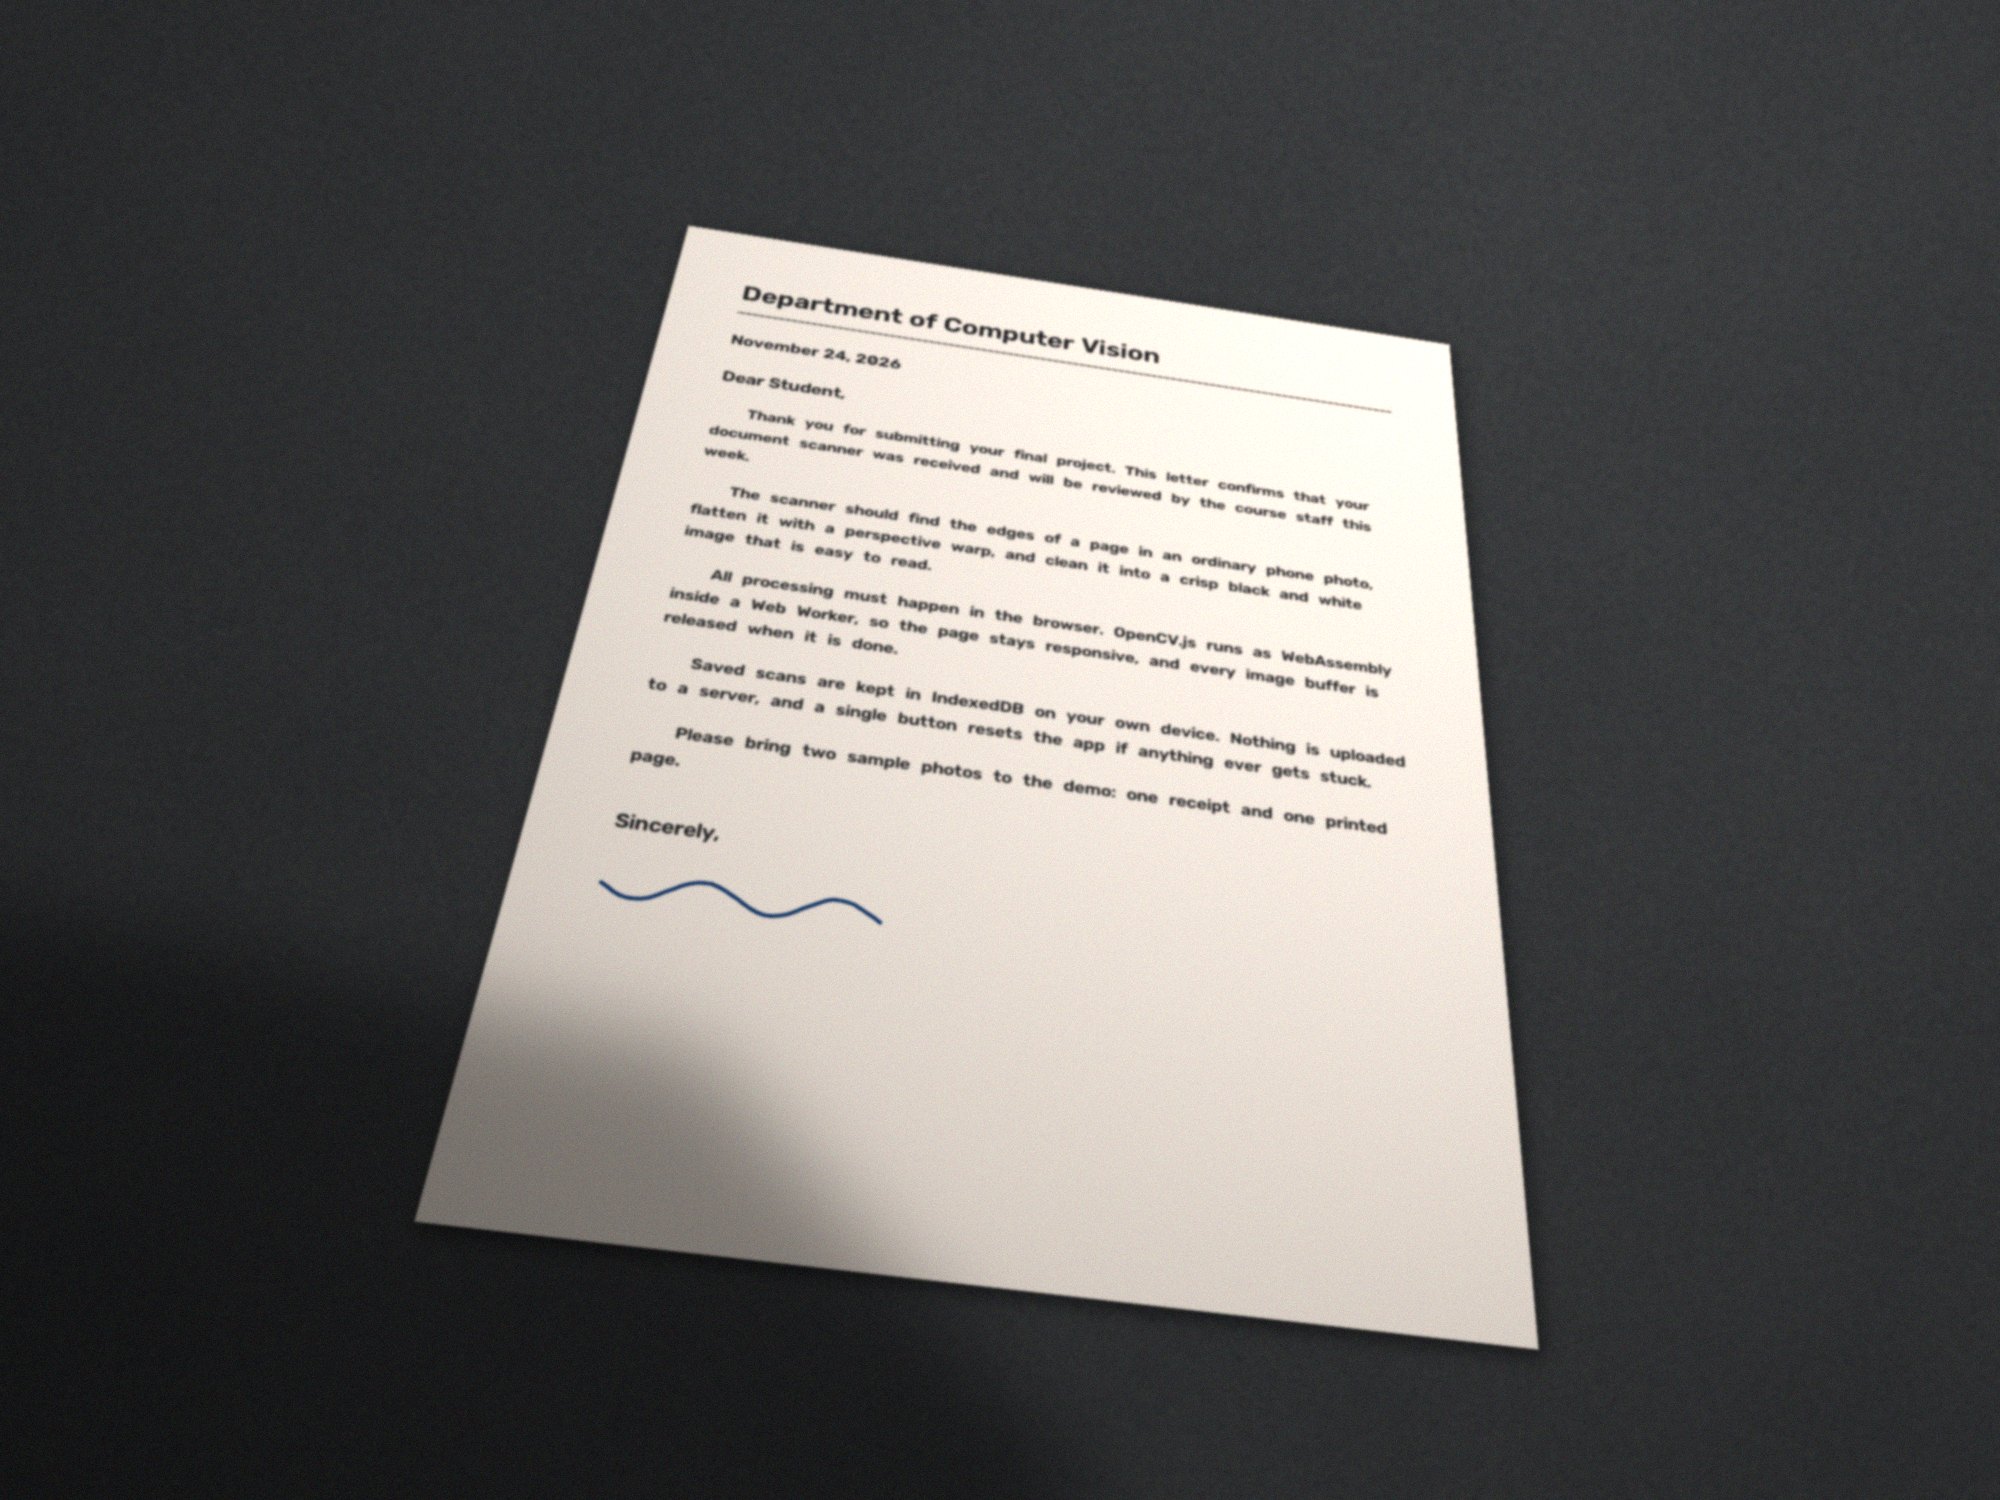 Department of Computer Vision
November 24, 2026
Dear Student,
Thank you for submitting your final project. This letter confirms that your
document scanner was received and will be reviewed by the course staff this
week.
The scanner should find the edges of a page in an ordinary phone photo,
flatten it with a perspective warp, and clean it into a crisp black and white
image that is easy to read.
All processing must happen in the browser. OpenCV.js runs as WebAssembly
inside a Web Worker, so the page stays responsive, and every image buffer is
released when it is done.
Saved scans are kept in IndexedDB on your own device. Nothing is uploaded
to a server, and a single button resets the app if anything ever gets stuck.
Please bring two sample photos to the demo: one receipt and one printed
page.
Sincerely,